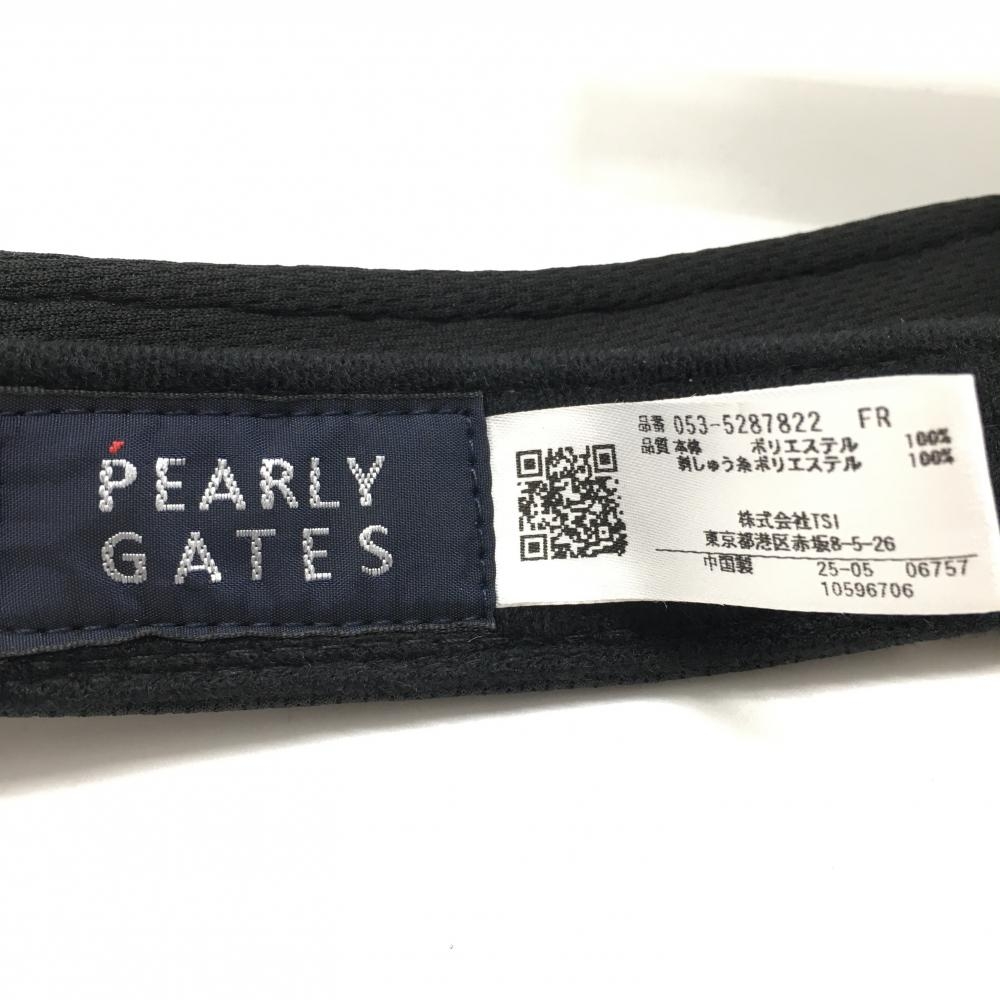 PEARLY
GATES
品番 053-5287822 FR
品質 本体 ポリエステル 100%
刺しゅう糸ポリエステル 100%
株式会社TSI
東京都港区赤坂8-5-26
中国製 25-05 06757
10596706